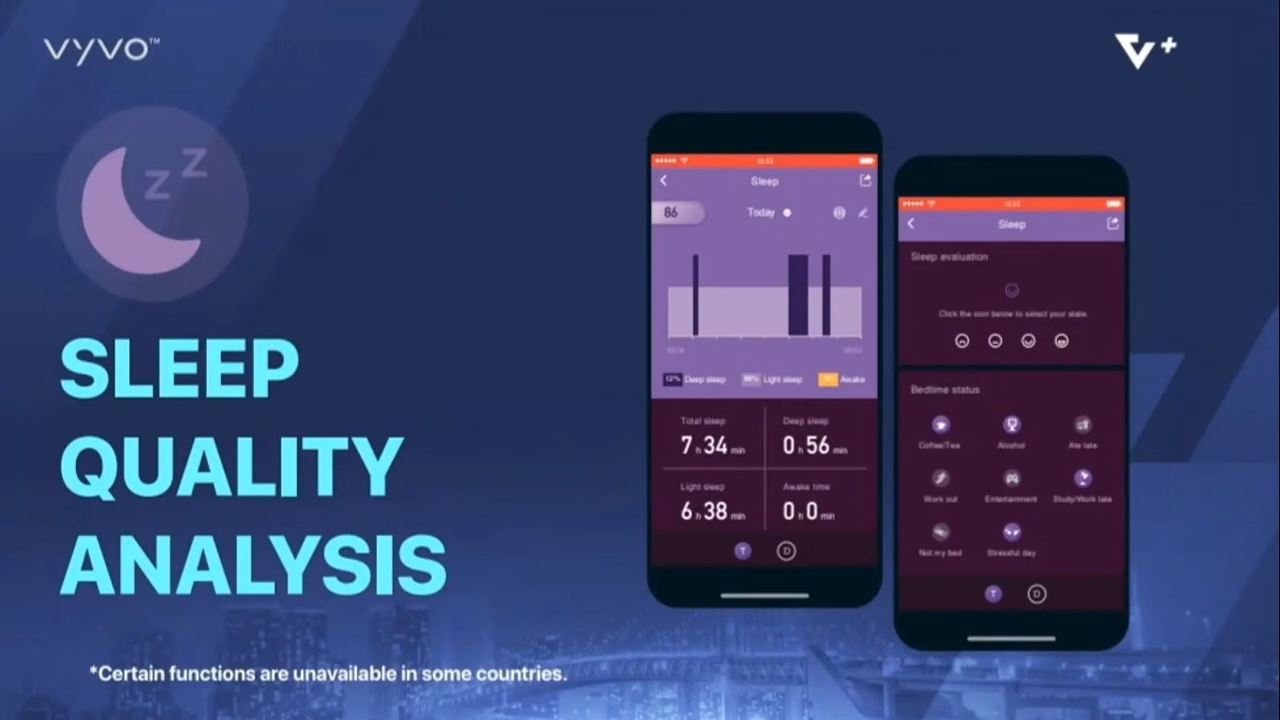 vyvo™
+
SLEEP
QUALITY
ANALYSIS
*Certain functions are unavailable in some countries.
Sleep
86
Today
12% Deep sleep
88% Light sleep
Awake
Total sleep
7 h 34 min
Deep sleep
0 h 56 min
Light sleep
6 h 38 min
Awake time
0 h 0 min
T D
Sleep
Sleep evaluation
Click the icon below to select your state.
Bedtime status
Coffee/Tea
Alcohol
Ate late
Work out
Entertainment
Study/Work late
Not my bed
Stressful day
T D